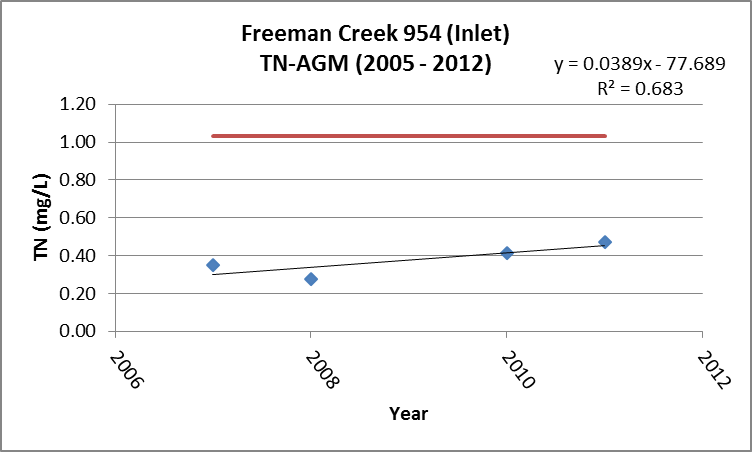 Freeman Creek 954 (Inlet)
TN-AGM (2005 - 2012)
y = 0.0389x - 77.689
R² = 0.683
1.20
1.00
0.80
0.60
0.40
0.20
0.00
TN (mg/L)
2006
2008
2010
2012
Year